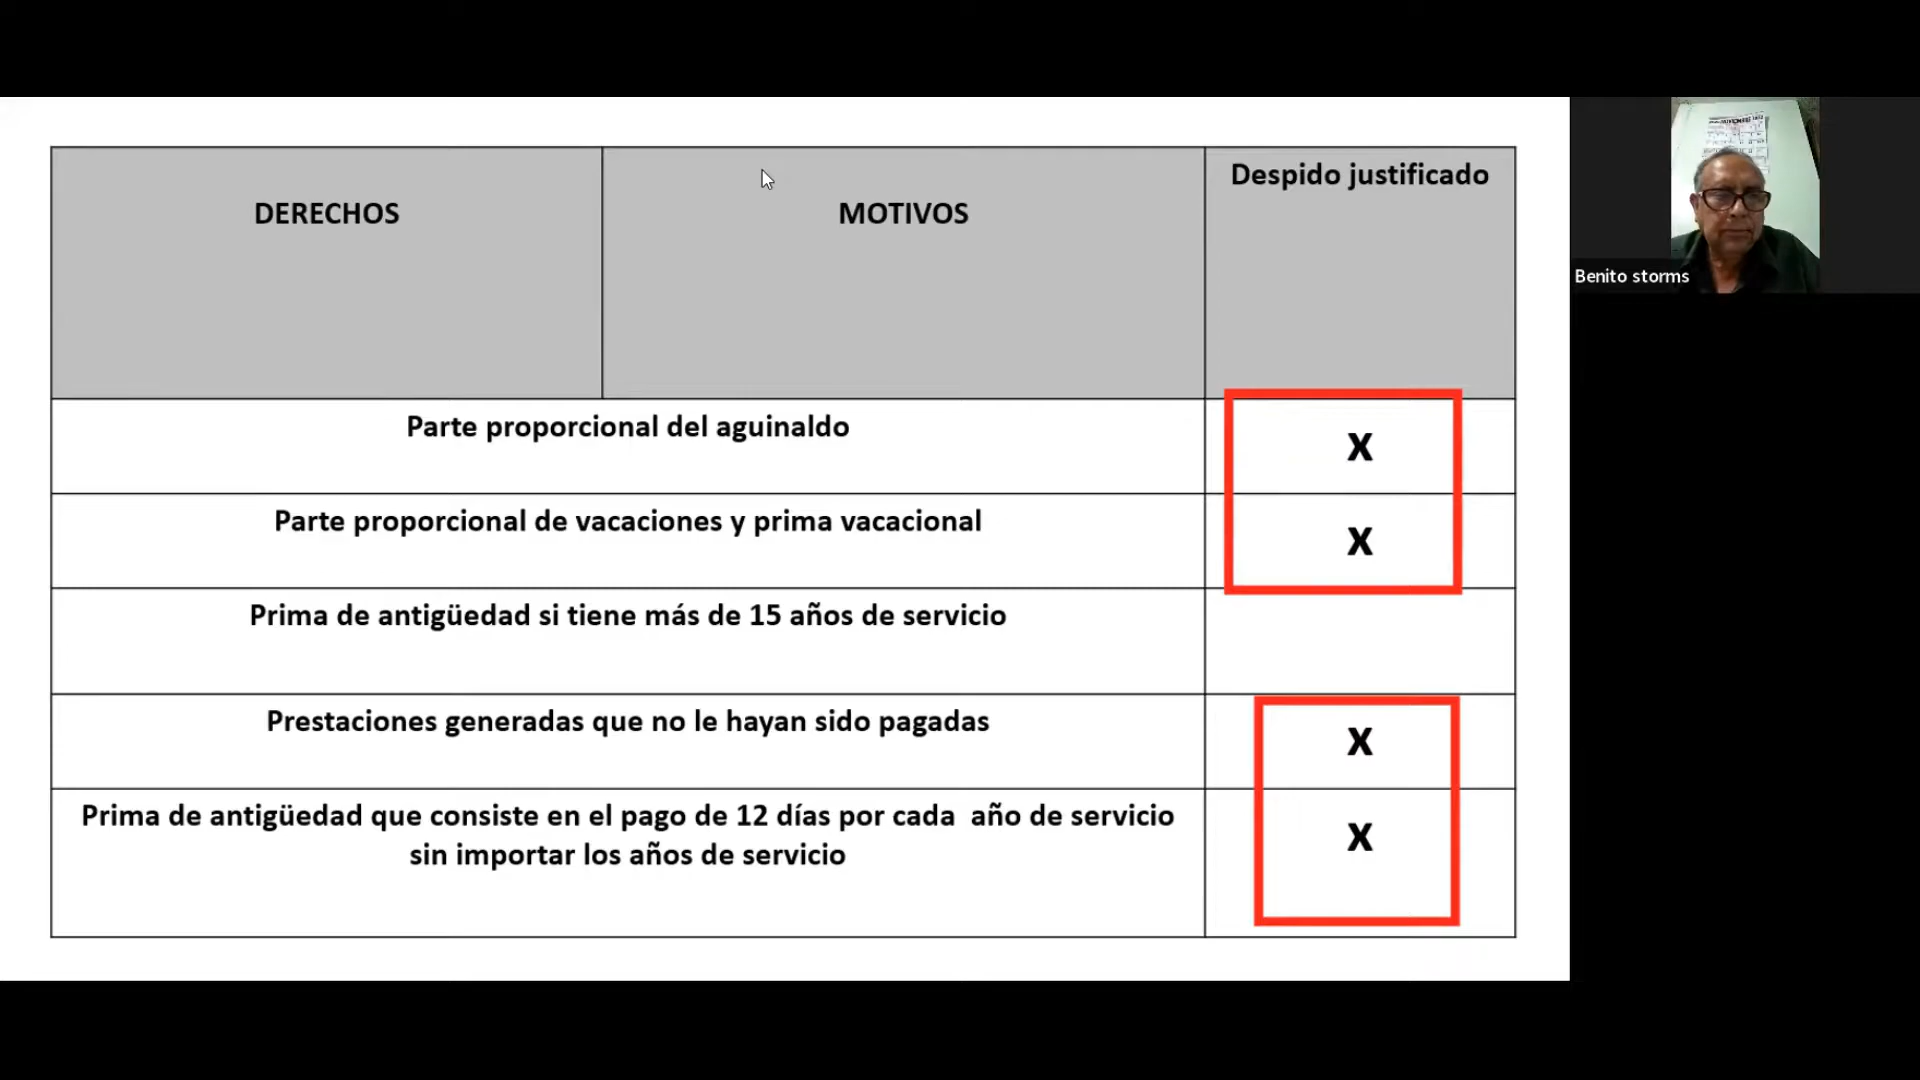 DERECHOS
MOTIVOS
Despido justificado
Parte proporcional del aguinaldo
X
Parte proporcional de vacaciones y prima vacacional
X
Prima de antigüedad si tiene más de 15 años de servicio
Prestaciones generadas que no le hayan sido pagadas
X
Prima de antigüedad que consiste en el pago de 12 días por cada año de servicio
sin importar los años de servicio
X
Benito storms